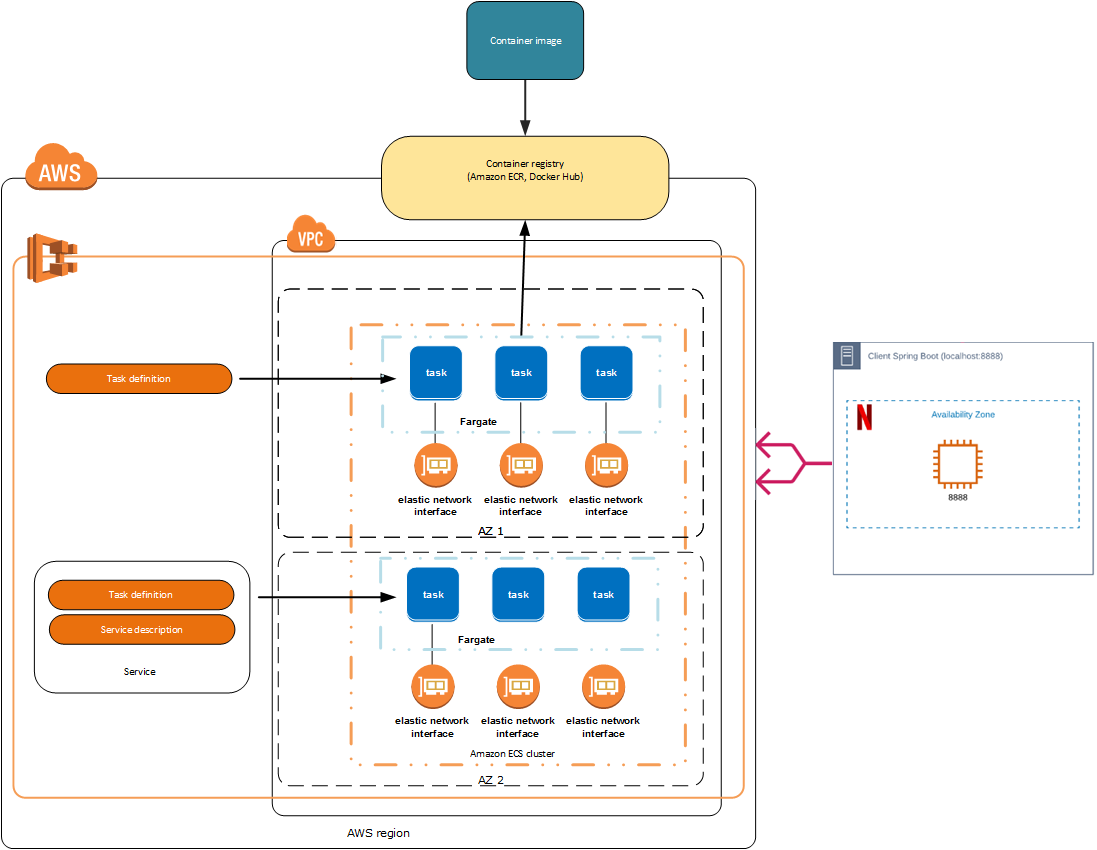 Container image
Container registry
(Amazon ECR, Docker Hub)
AWS
VPC
Task definition
task
task
task
Fargate
elastic network
interface
elastic network
interface
elastic network
interface
AZ 1
Task definition
Service description
Service
task
task
task
Fargate
elastic network
interface
elastic network
interface
elastic network
interface
Amazon ECS cluster
AZ 2
AWS region
Client Spring Boot (localhost:8888)
N
Availability Zone
8888